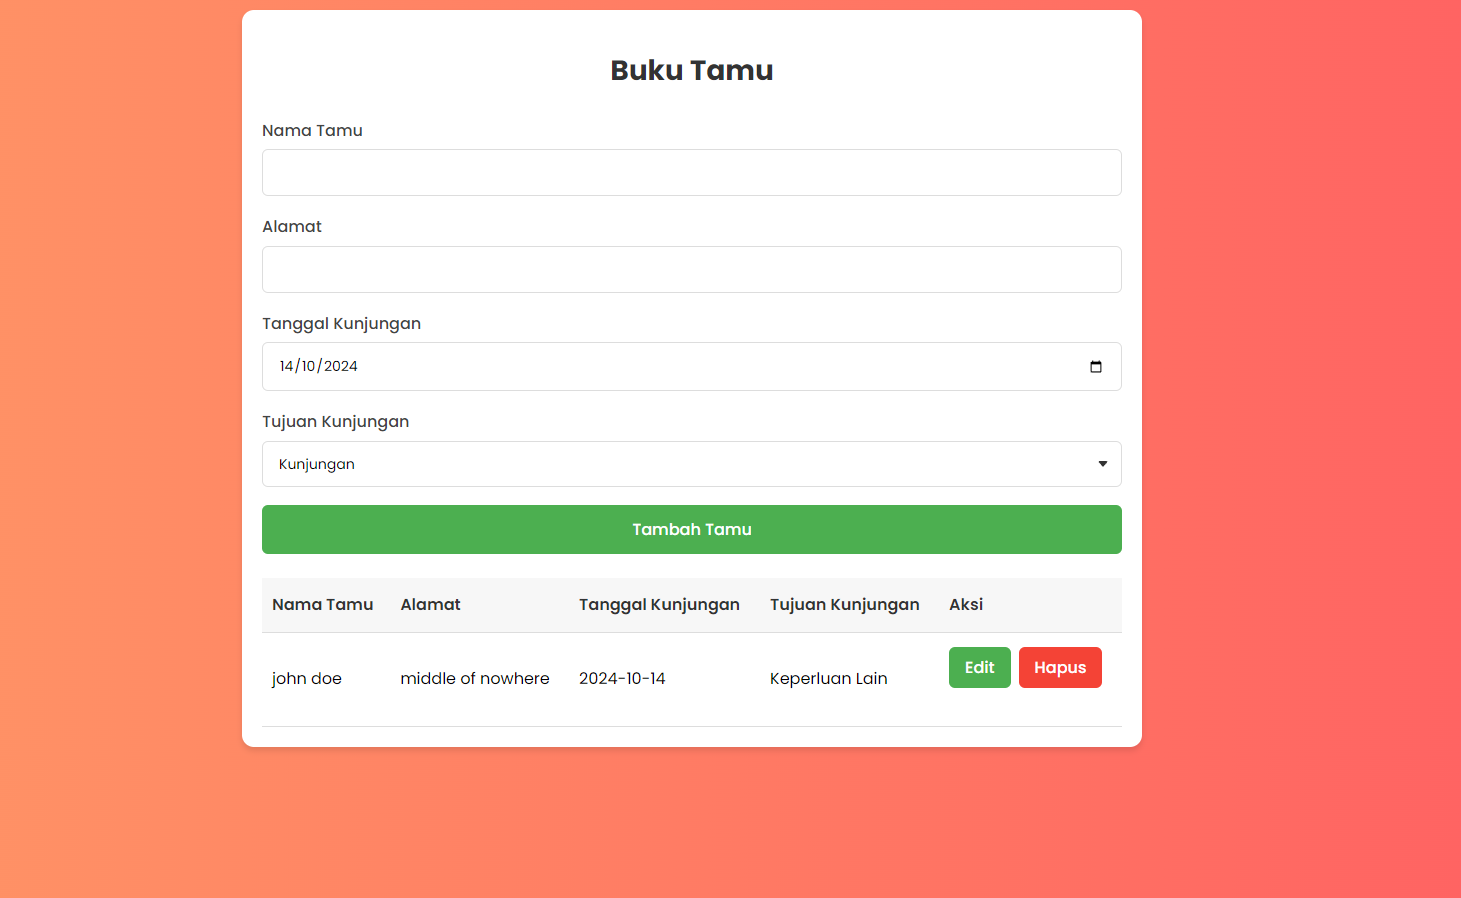 Buku Tamu
Nama Tamu
Alamat
Tanggal Kunjungan
14/10/2024
Tujuan Kunjungan
Kunjungan
Tambah Tamu
Nama Tamu Alamat Tanggal Kunjungan Tujuan Kunjungan Aksi
john doe middle of nowhere 2024-10-14 Keperluan Lain Edit Hapus